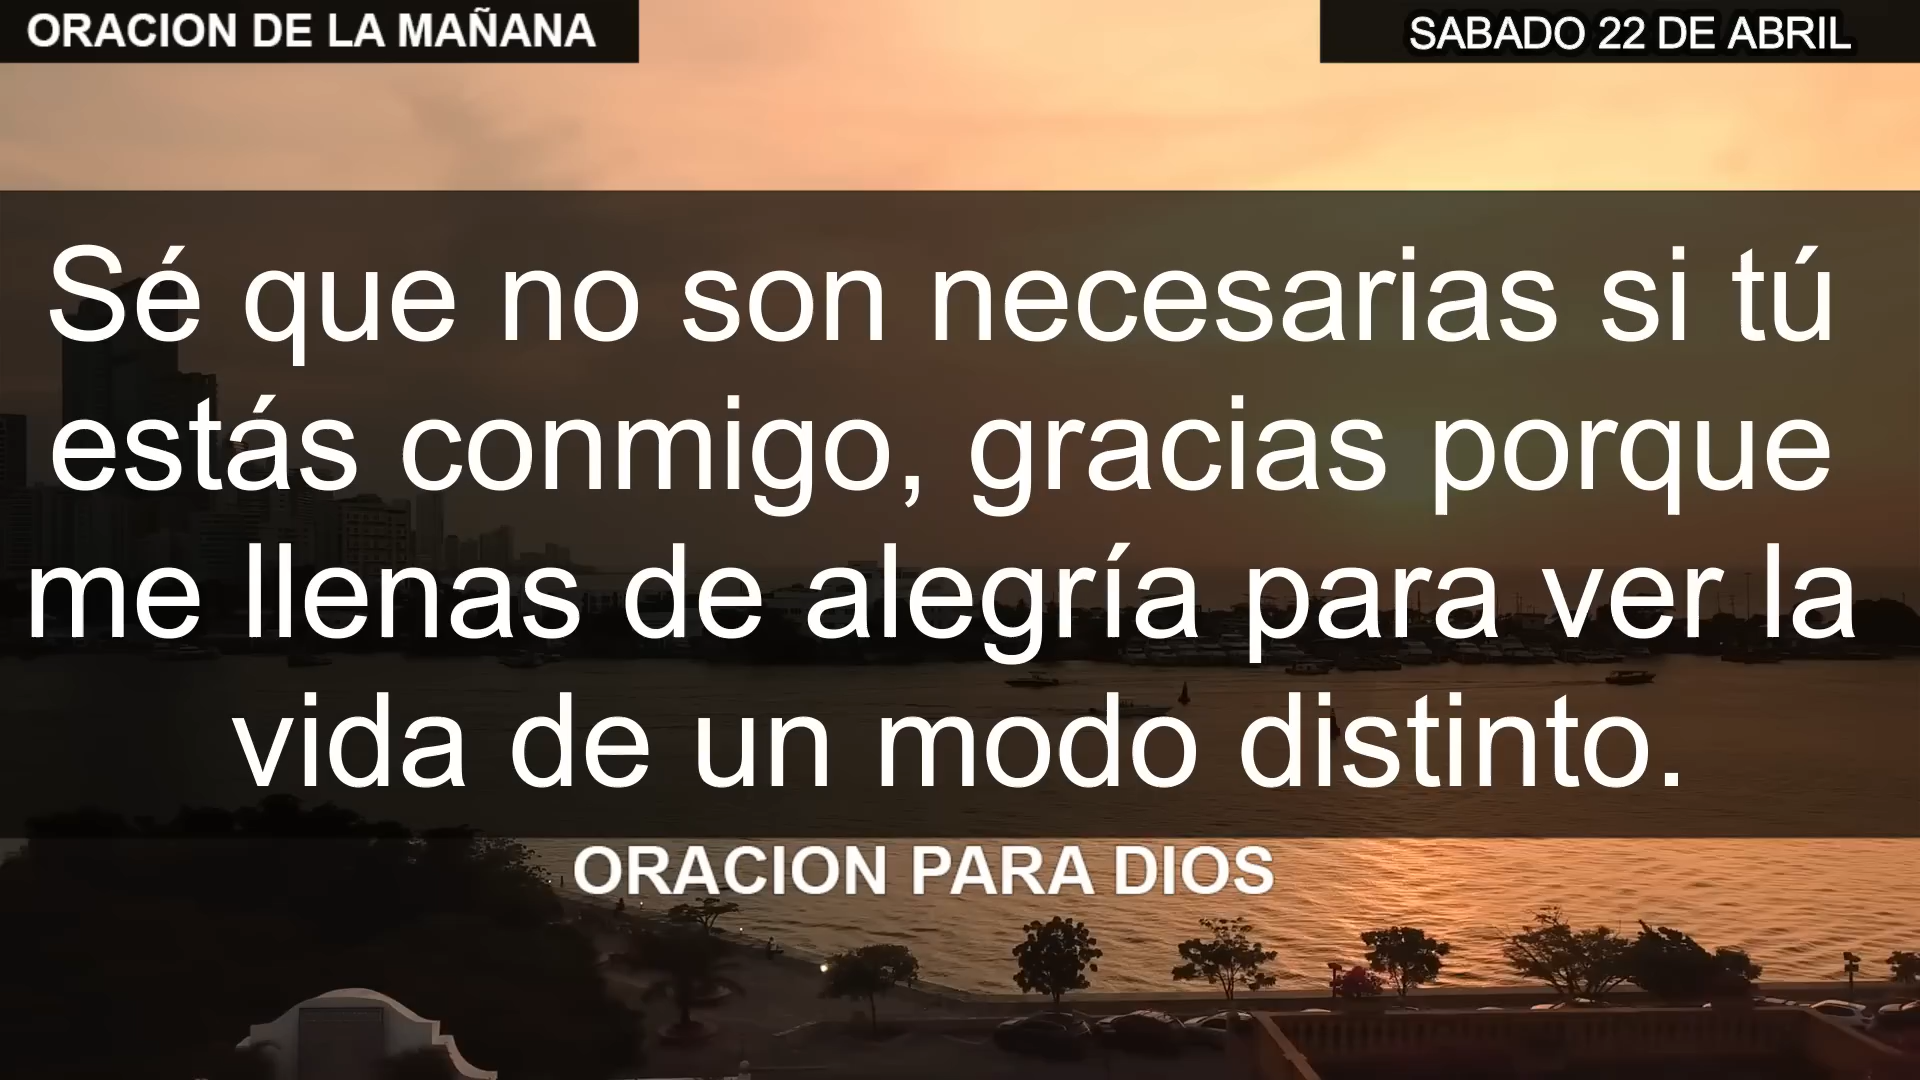 ORACION DE LA MAÑANA
SABADO 22 DE ABRIL
Sé que no son necesarias si tú
estás conmigo, gracias porque
me llenas de alegría para ver la
vida de un modo distinto.
ORACION PARA DIOS